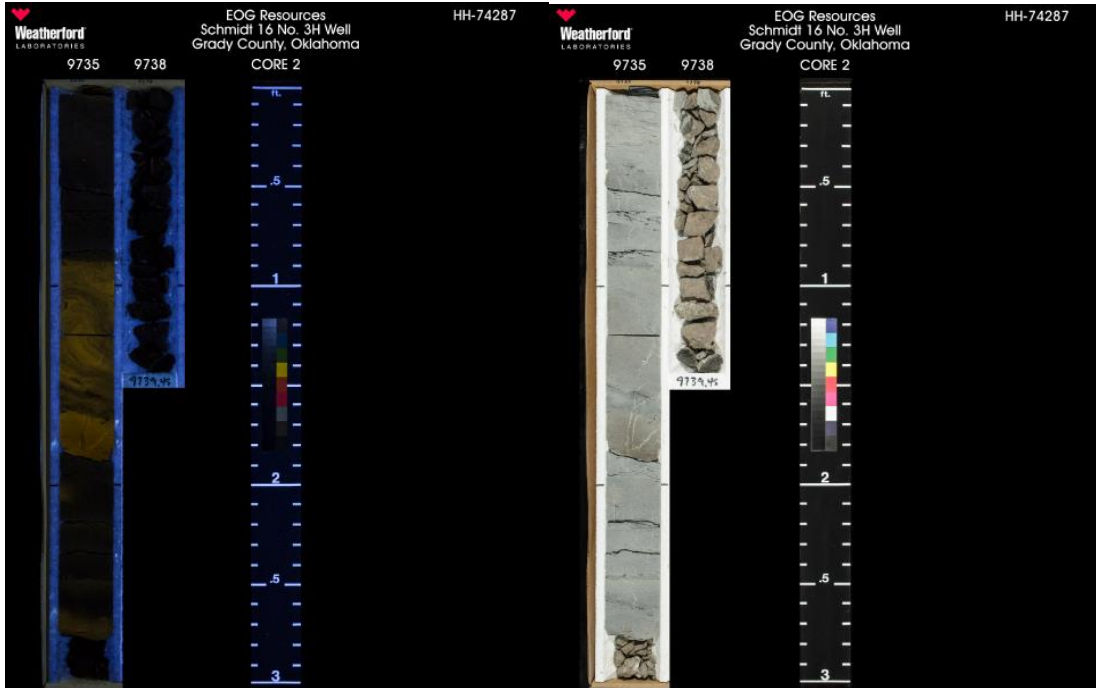 Weatherford
LABORATORIES
EOG Resources
Schmidt 16 No. 3H Well
Grady County, Oklahoma
HH-74287
9735
9738
CORE 2
ft.
.5
1
2
.5
3
9739.45
Weatherford
LABORATORIES
EOG Resources
Schmidt 16 No. 3H Well
Grady County, Oklahoma
HH-74287
9735
9738
CORE 2
ft.
.5
1
2
.5
3
9739.45